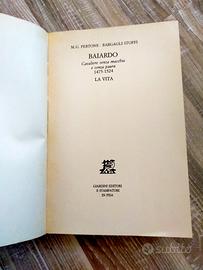 M.G. PERTONE - BARGAGLI STOFFI
BAIARDO
Cavaliere senza macchia
e senza paura
1475-1524
LA VITA
GIARDINI EDITORI
E STAMPATORI
IN PISA
subito